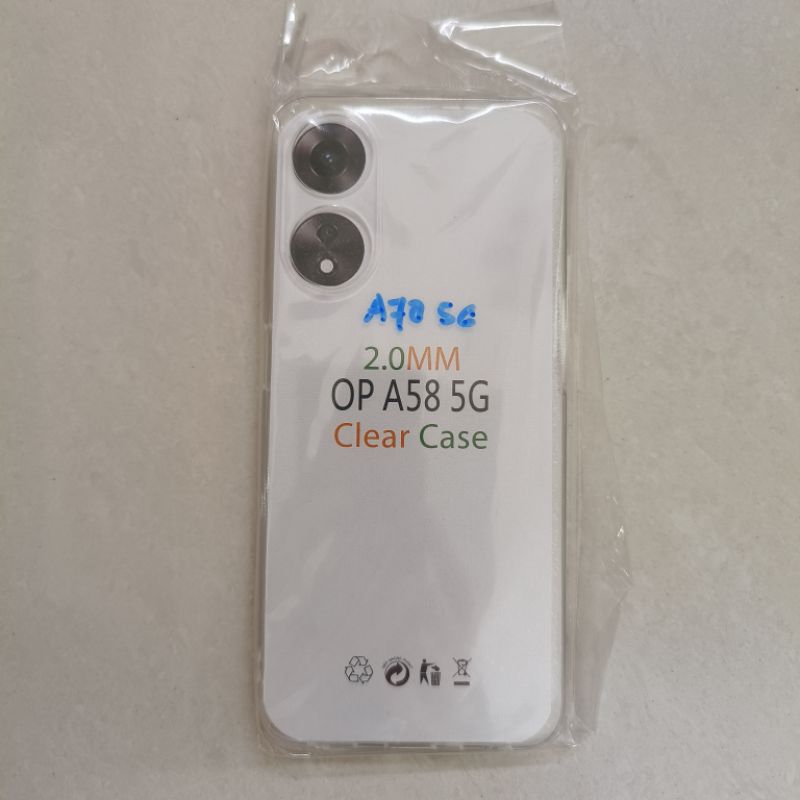 A78 5G
2.0MM
OP A58 5G
Clear Case